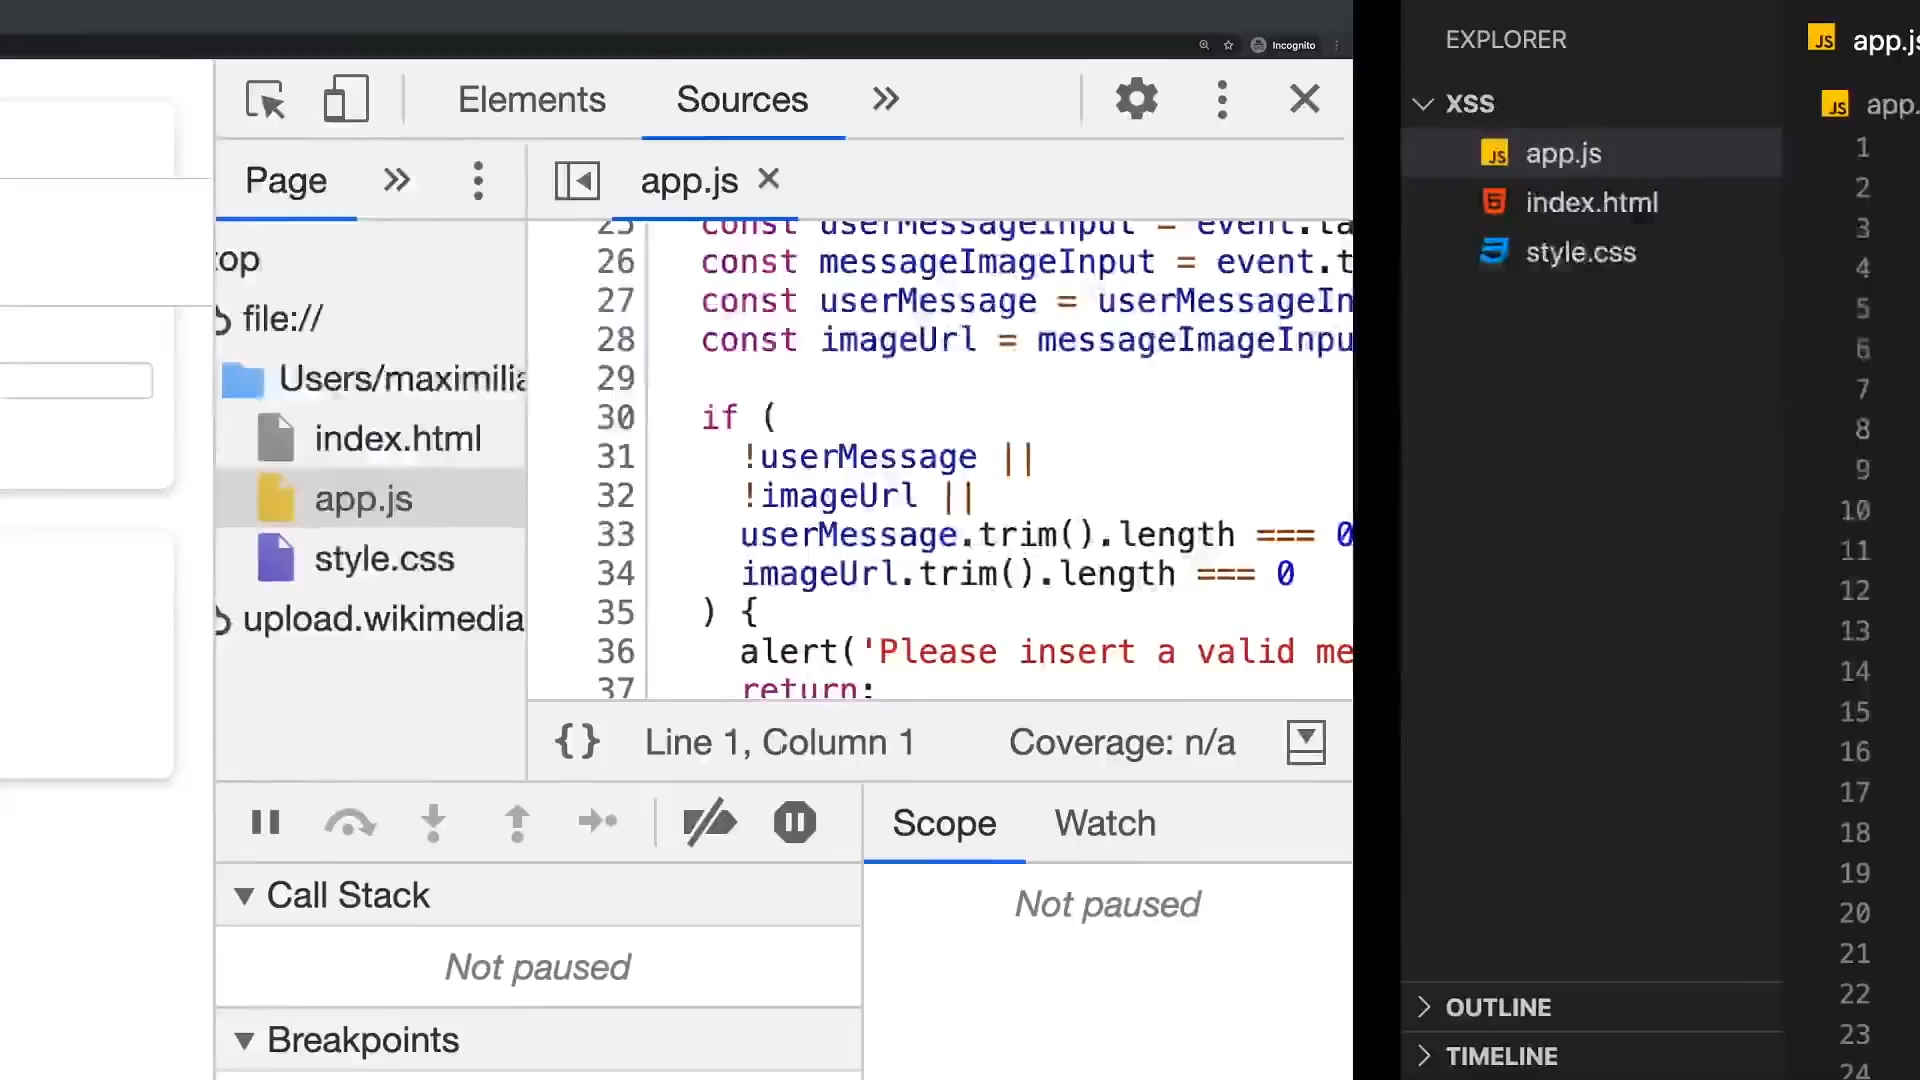 Incognito
Elements
Sources
Page
app.js
file://
Users/maximilia
index.html
app.js
style.css
upload.wikimedia
25 const userMessageInput = event.ta
26 const messageImageInput = event.t
27 const userMessage = userMessageIn
28 const imageUrl = messageImageInpu
29
30 if (
31 !userMessage ||
32 !imageUrl ||
33 userMessage.trim().length === 0
34 imageUrl.trim().length === 0
35 ) {
36 alert('Please insert a valid me
37 return;
{} Line 1, Column 1 Coverage: n/a
Scope
Watch
Call Stack
Not paused
Not paused
Breakpoints
EXPLORER
XSS
app.js
index.html
style.css
OUTLINE
TIMELINE
app.js
app.
1
2
3
4
5
6
7
8
9
10
11
12
13
14
15
16
17
18
19
20
21
22
23
24